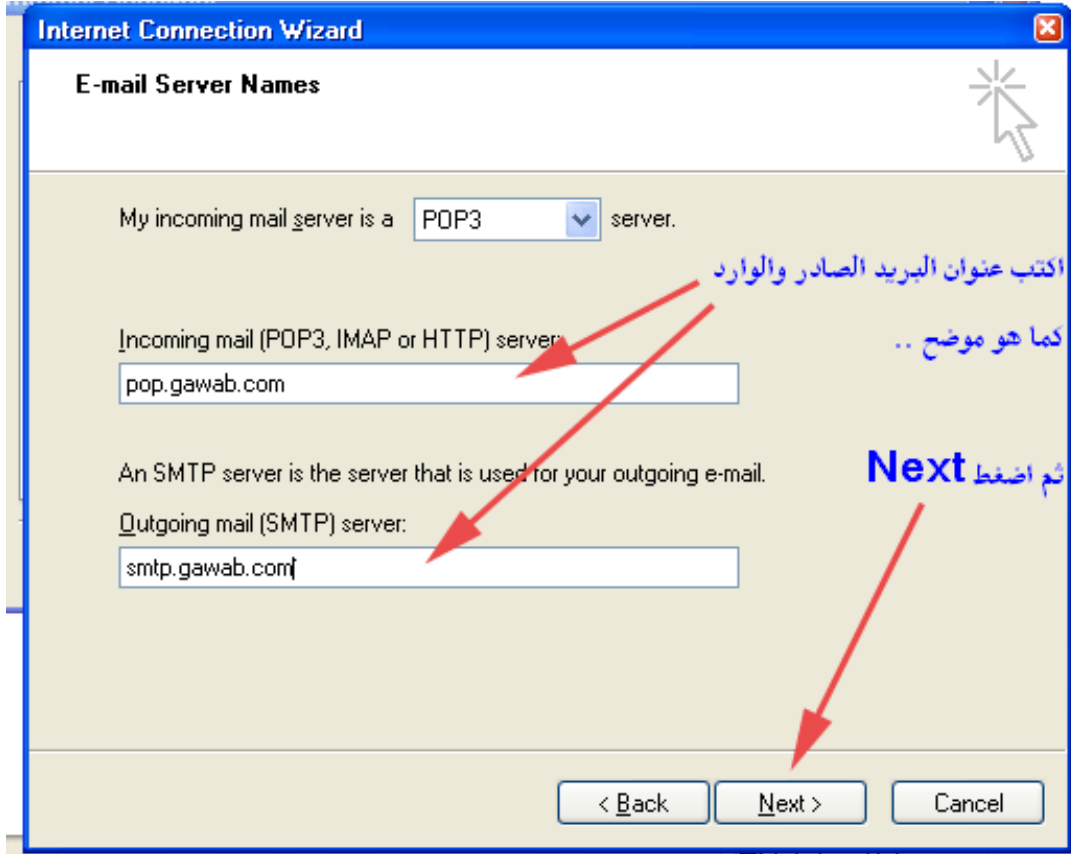 Internet Connection Wizard
E-mail Server Names
My incoming mail server is a POP3 server.
اكتب عنوان البريد الصادر والوارد
Incoming mail (POP3, IMAP or HTTP) server:
كما هو موضح ..
pop.gawab.com
An SMTP server is the server that is used for your outgoing e-mail.
ثم اضغط Next
Outgoing mail (SMTP) server:
smtp.gawab.com
< Back
Next >
Cancel